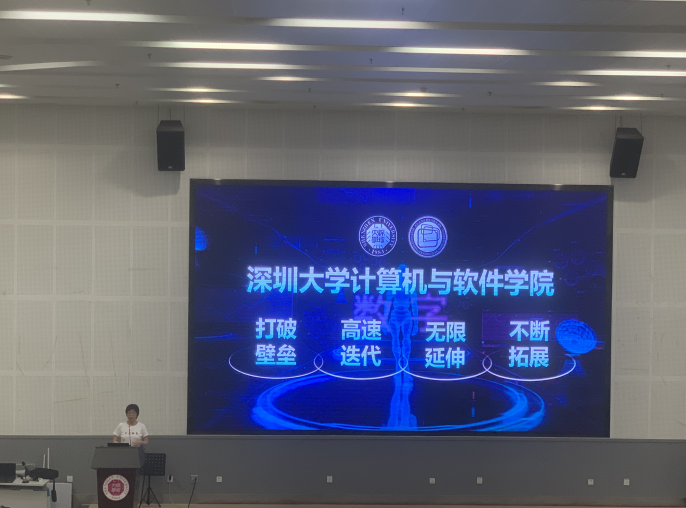 深圳大学计算机与软件学院
数字
打破 高速 无限 不断
壁垒 迭代 延伸 拓展